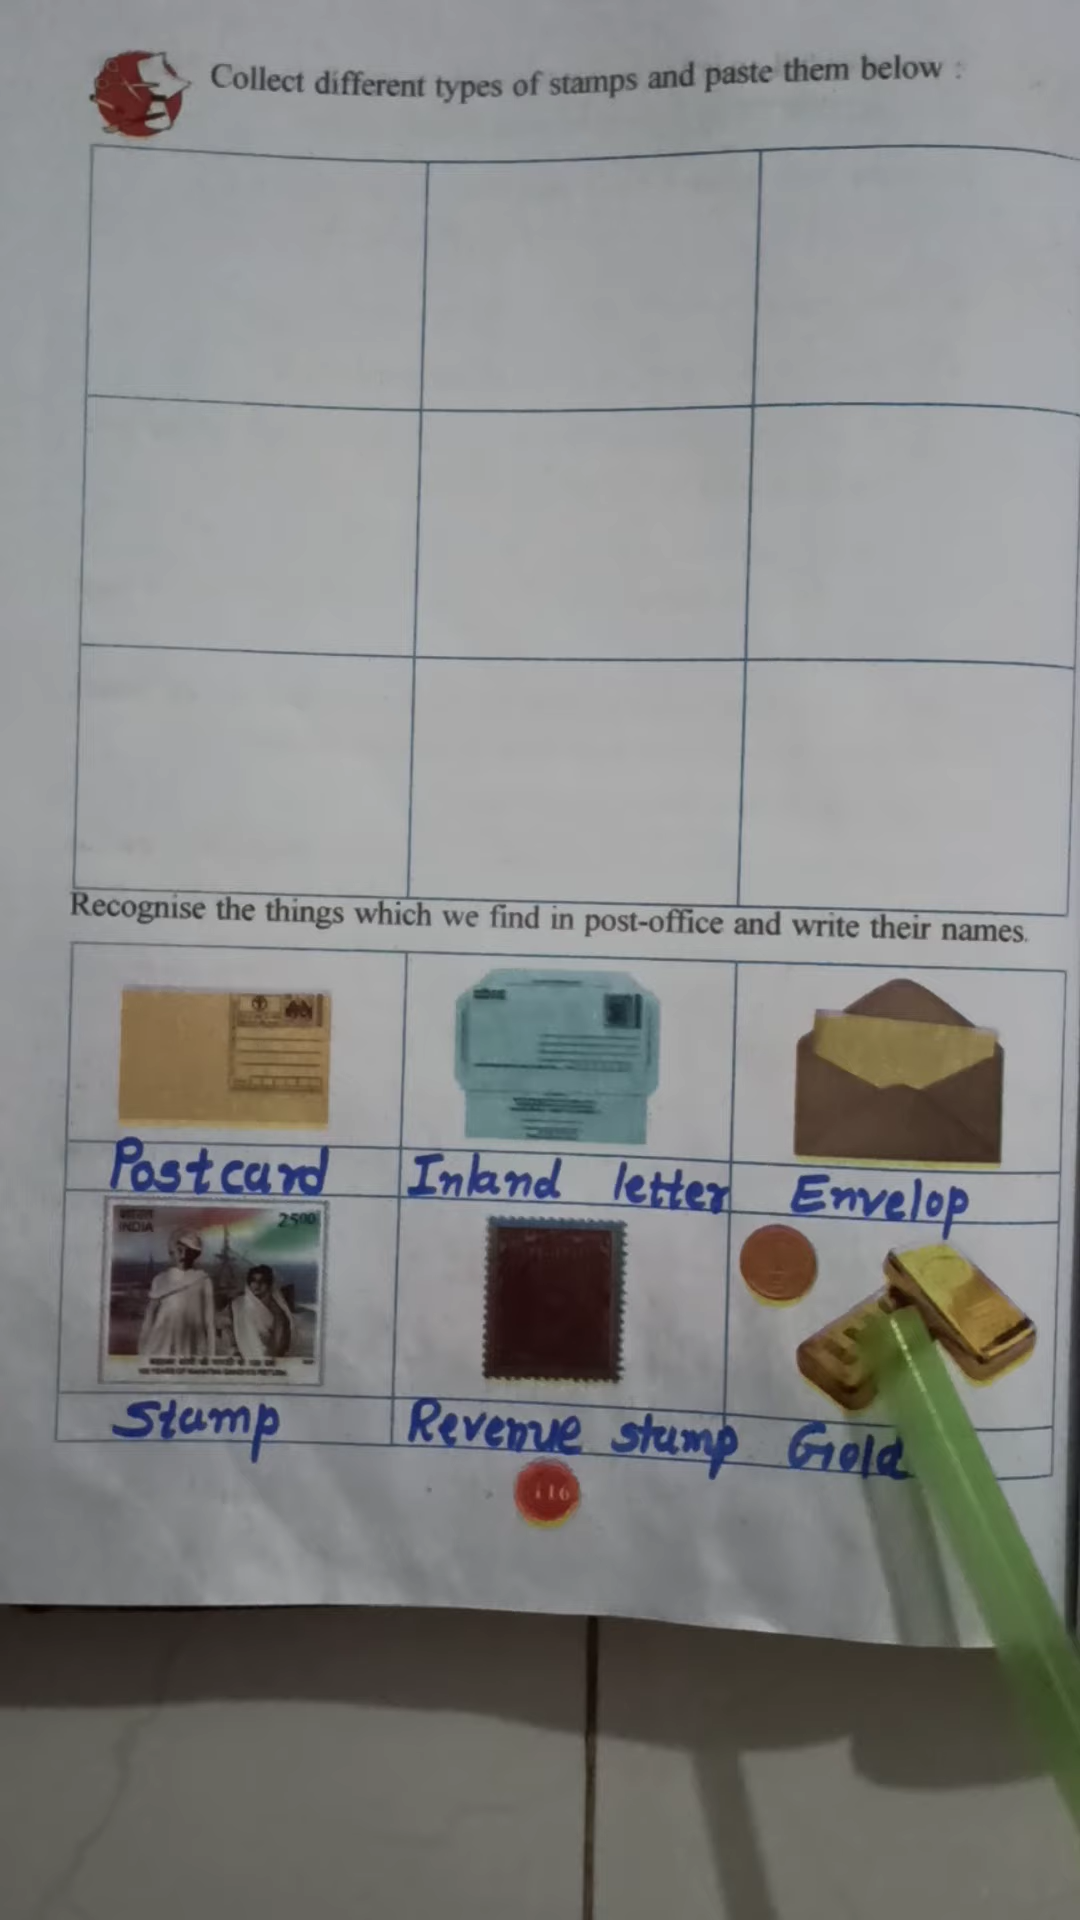 Collect different types of stamps and paste them below :
Recognise the things which we find in post-office and write their names.
Postcard
Inland letter
Envelop
INDIA
2500
Stamp
Revenue stamp
Gold
116